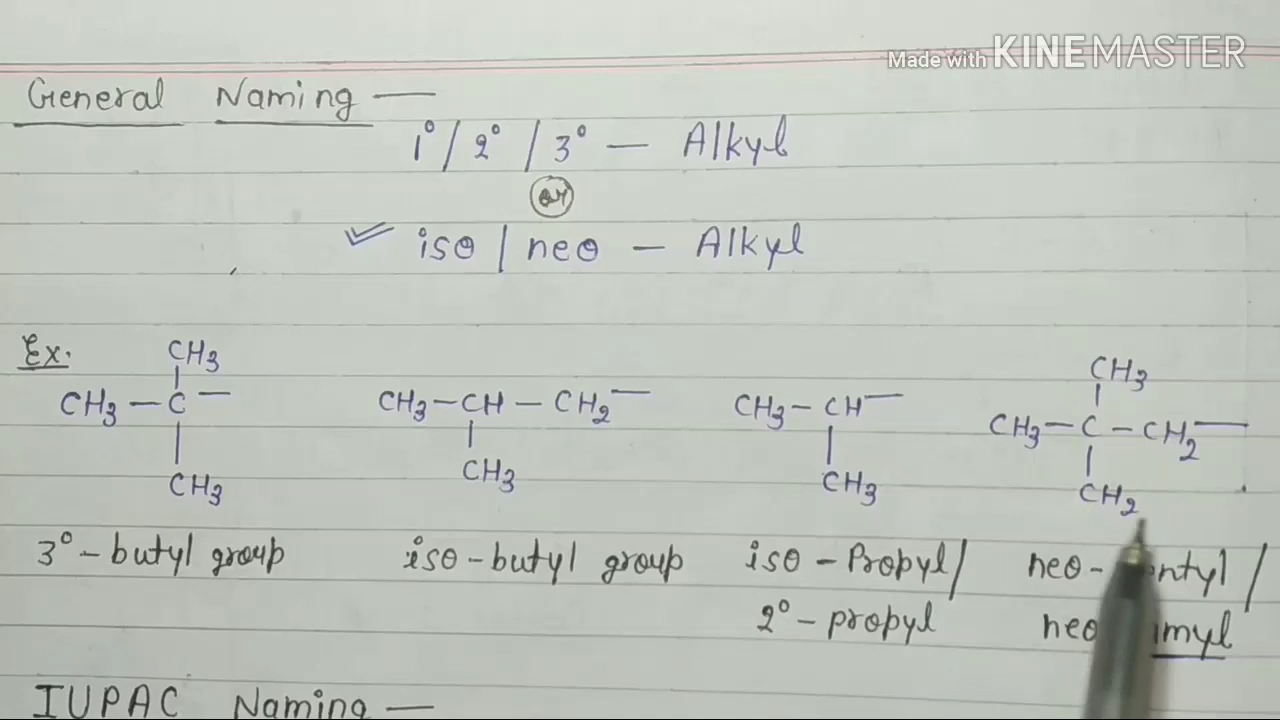 Made with KINEMASTER
General Naming —
1° / 2° / 3° — Alkyl
or
iso / neo — Alkyl
Ex.
CH3 CH3
CH3 — C — CH3 — CH — CH2 — CH3 — CH — CH3 — C — CH2 —
CH3 CH3 CH3 CH2
3° - butyl group iso - butyl group iso - Propyl / neo - /
2° - propyl neo
IUPAC Naming —